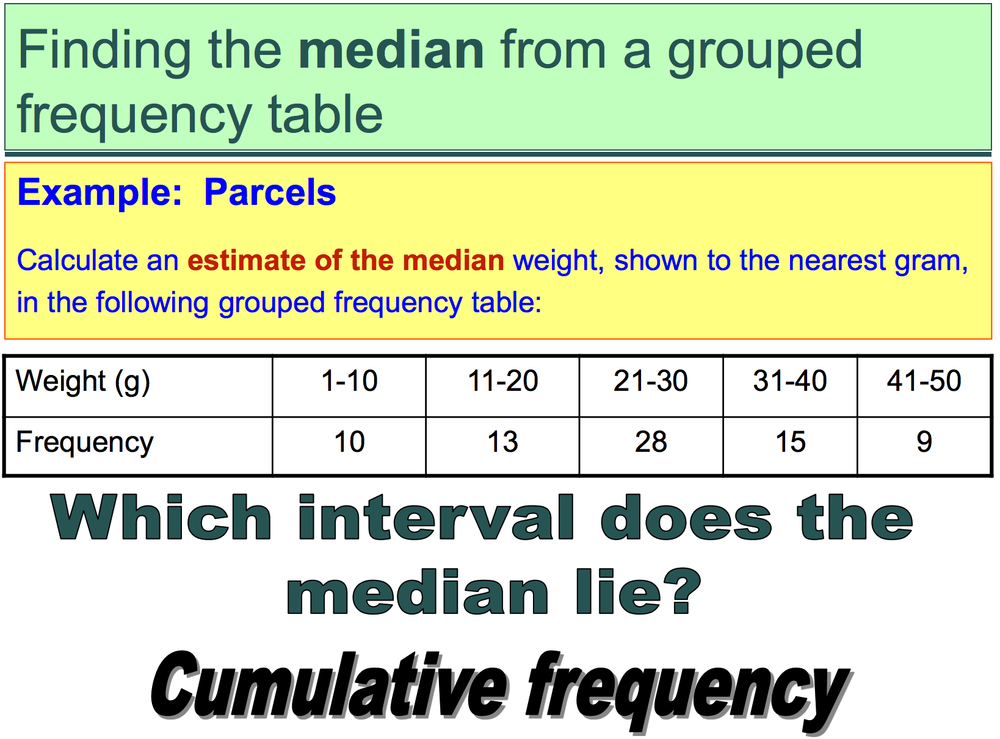 Finding the median from a grouped
frequency table
Example: Parcels
Calculate an estimate of the median weight, shown to the nearest gram,
in the following grouped frequency table:
Weight (g) 1-10 11-20 21-30 31-40 41-50
Frequency 10 13 28 15 9
Which interval does the
median lie?
Cumulative frequency